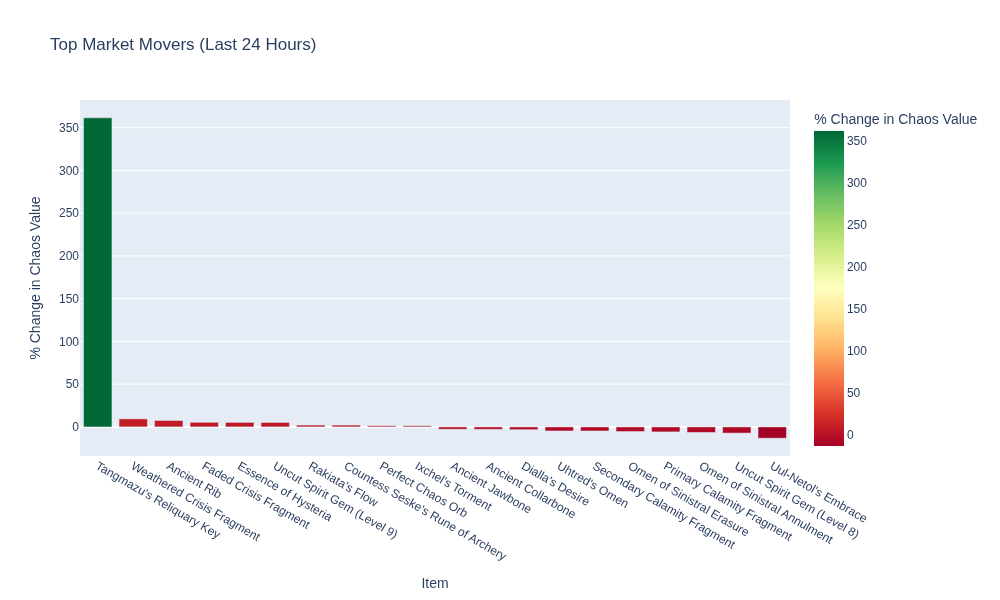 Top Market Movers (Last 24 Hours)
% Change in Chaos Value
350
300
250
200
150
100
50
0
% Change in Chaos Value
350
300
250
200
150
100
50
0
Tangmazu's Reliquary Key
Weathered Crisis Fragment
Ancient Rib
Faded Crisis Fragment
Essence of Hysteria
Uncut Spirit Gem (Level 9)
Rakiata's Flow
Countess Seske's Rune of Archery
Perfect Chaos Orb
Ixchel's Torment
Ancient Jawbone
Ancient Collarbone
Dialla's Desire
Uhtred's Omen
Secondary Calamity Fragment
Omen of Sinistral Erasure
Primary Calamity Fragment
Omen of Sinistral Annulment
Uncut Spirit Gem (Level 8)
Uul-Netol's Embrace
Item